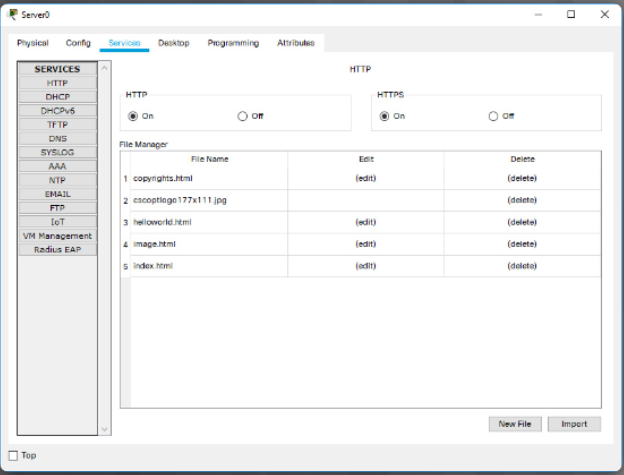 Server0
Physical Config Services Desktop Programming Attributes
SERVICES
HTTP
DHCP
DHCPv6
TFTP
DNS
SYSLOG
AAA
NTP
EMAIL
FTP
IoT
VM Management
Radius EAP
HTTP
HTTP
On Off
HTTPS
On Off
File Manager
File Name Edit Delete
1 copyrights.html (edit) (delete)
2 cscoptlogo177x111.jpg (delete)
3 helloworld.html (edit) (delete)
4 image.html (edit) (delete)
5 index.html (edit) (delete)
New File Import
Top